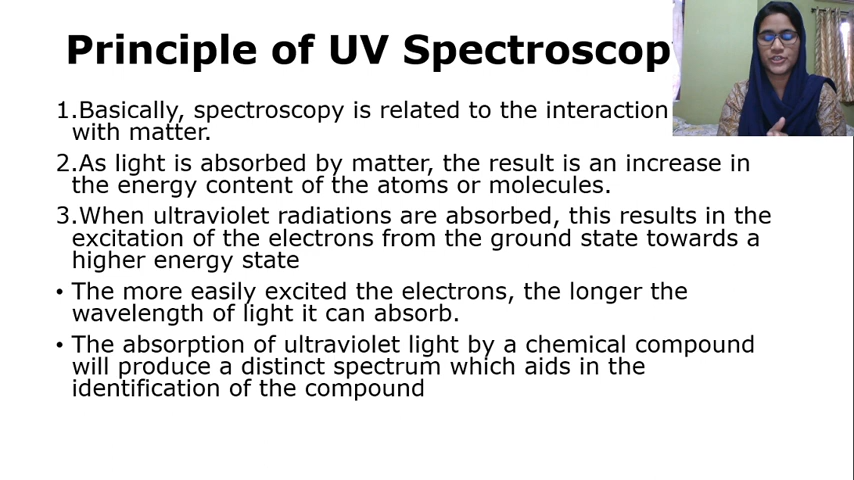 Principle of UV Spectroscop
1.Basically, spectroscopy is related to the interaction
with matter.
2.As light is absorbed by matter, the result is an increase in
the energy content of the atoms or molecules.
3.When ultraviolet radiations are absorbed, this results in the
excitation of the electrons from the ground state towards a
higher energy state
• The more easily excited the electrons, the longer the
wavelength of light it can absorb.
• The absorption of ultraviolet light by a chemical compound
will produce a distinct spectrum which aids in the
identification of the compound